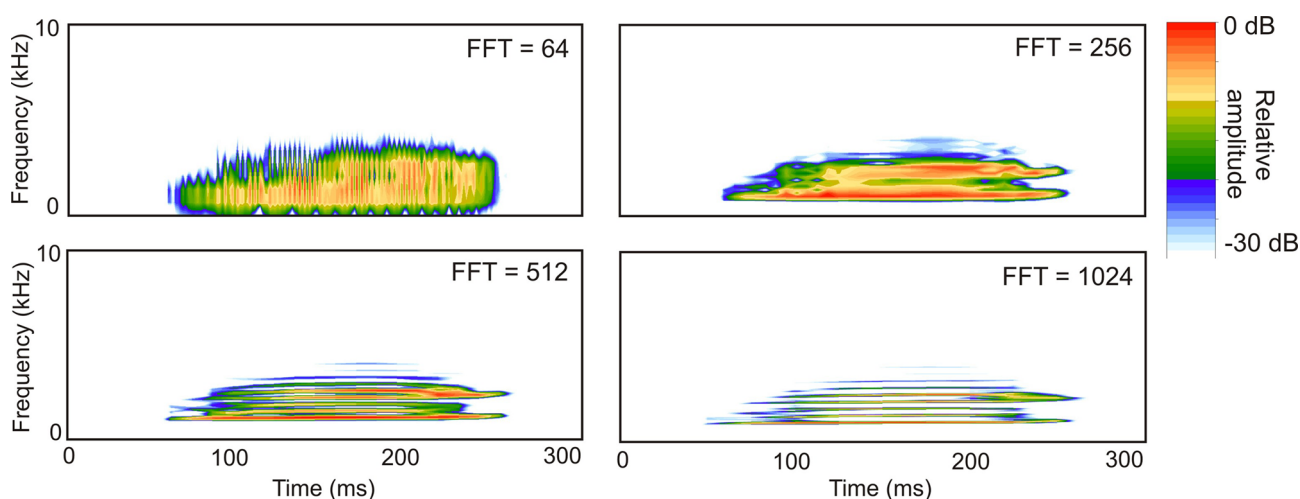 10
Frequency (kHz)
0
FFT = 64
FFT = 256
0 dB
Relative
amplitude
-30 dB
10
Frequency (kHz)
0
FFT = 512
FFT = 1024
0
100
200
300
Time (ms)
0
100
200
300
Time (ms)